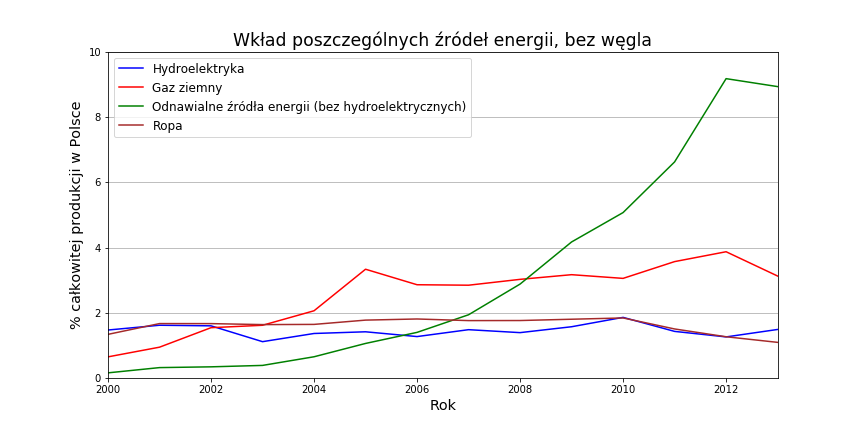 Wkład poszczególnych źródeł energii, bez węgla
Hydroelektryka
Gaz ziemny
Odnawialne źródła energii (bez hydroelektrycznych)
Ropa
% całkowitej produkcji w Polsce
10
8
6
4
2
0
2000 2002 2004 2006 2008 2010 2012
Rok